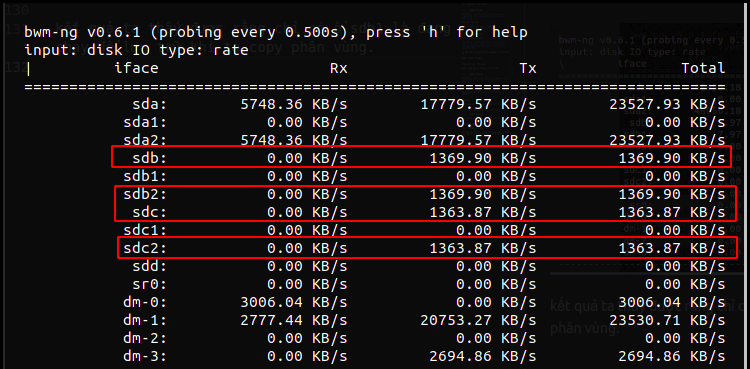 130
bwm-ng v0.6.1 (probing every 0.500s), press 'h' for help
input: disk IO type: rate
| iface Rx Tx Total
==============================================================================
sda: 5748.36 KB/s 17779.57 KB/s 23527.93 KB/s
sda1: 0.00 KB/s 0.00 KB/s 0.00 KB/s
sda2: 5748.36 KB/s 17779.57 KB/s 23527.93 KB/s
sdb: 0.00 KB/s 1369.90 KB/s 1369.90 KB/s
sdb1: 0.00 KB/s 0.00 KB/s 0.00 KB/s
sdb2: 0.00 KB/s 1369.90 KB/s 1369.90 KB/s
sdc: 0.00 KB/s 1363.87 KB/s 1363.87 KB/s
sdc1: 0.00 KB/s 0.00 KB/s 0.00 KB/s
sdc2: 0.00 KB/s 1363.87 KB/s 1363.87 KB/s
sdd: 0.00 KB/s 0.00 KB/s 0.00 KB/s
sr0: 0.00 KB/s 0.00 KB/s 0.00 KB/s
dm-0: 3006.04 KB/s 0.00 KB/s 3006.04 KB/s
dm-1: 2777.44 KB/s 20753.27 KB/s 23530.71 KB/s
dm-2: 0.00 KB/s 0.00 KB/s 0.00 KB/s
dm-3: 0.00 KB/s 2694.86 KB/s 2694.86 KB/s